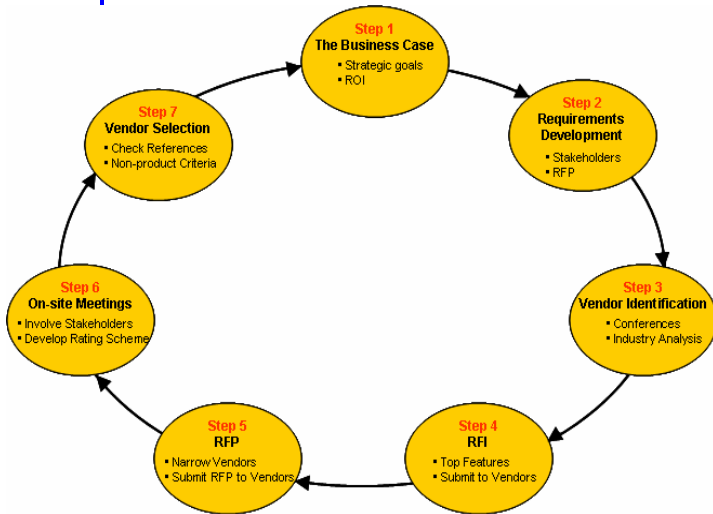 Step 1
The Business Case
▪ Strategic goals
▪ ROI
Step 2
Requirements
Development
▪ Stakeholders
▪ RFP
Step 3
Vendor Identification
▪ Conferences
▪ Industry Analysis
Step 4
RFI
▪ Top Features
▪ Submit to Vendors
Step 5
RFP
▪ Narrow Vendors
▪ Submit RFP to Vendors
Step 6
On-site Meetings
▪ Involve Stakeholders
▪ Develop Rating Scheme
Step 7
Vendor Selection
▪ Check References
▪ Non-product Criteria